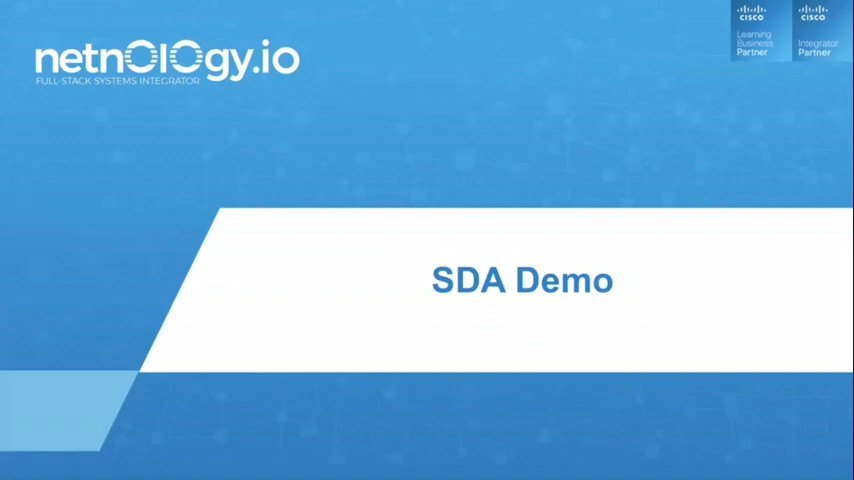 netnology.io
FULL-STACK SYSTEMS INTEGRATOR
CISCO
Learning
Business
Partner
CISCO
Integrator
Partner
SDA Demo